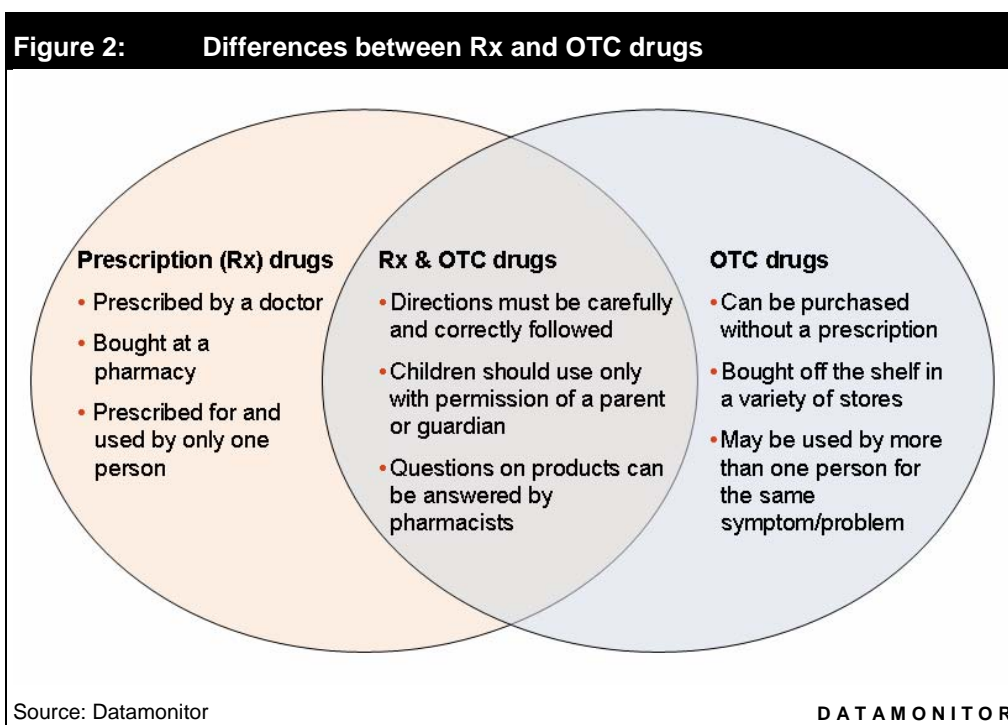 Figure 2: Differences between Rx and OTC drugs
Prescription (Rx) drugs
• Prescribed by a doctor
• Bought at a
pharmacy
• Prescribed for and
used by only one
person
Rx & OTC drugs
• Directions must be carefully
and correctly followed
• Children should use only
with permission of a parent
or guardian
• Questions on products can
be answered by
pharmacists
OTC drugs
• Can be purchased
without a prescription
• Bought off the shelf in
a variety of stores
• May be used by more
than one person for
the same
symptom/problem
Source: Datamonitor
DATAMONITOR